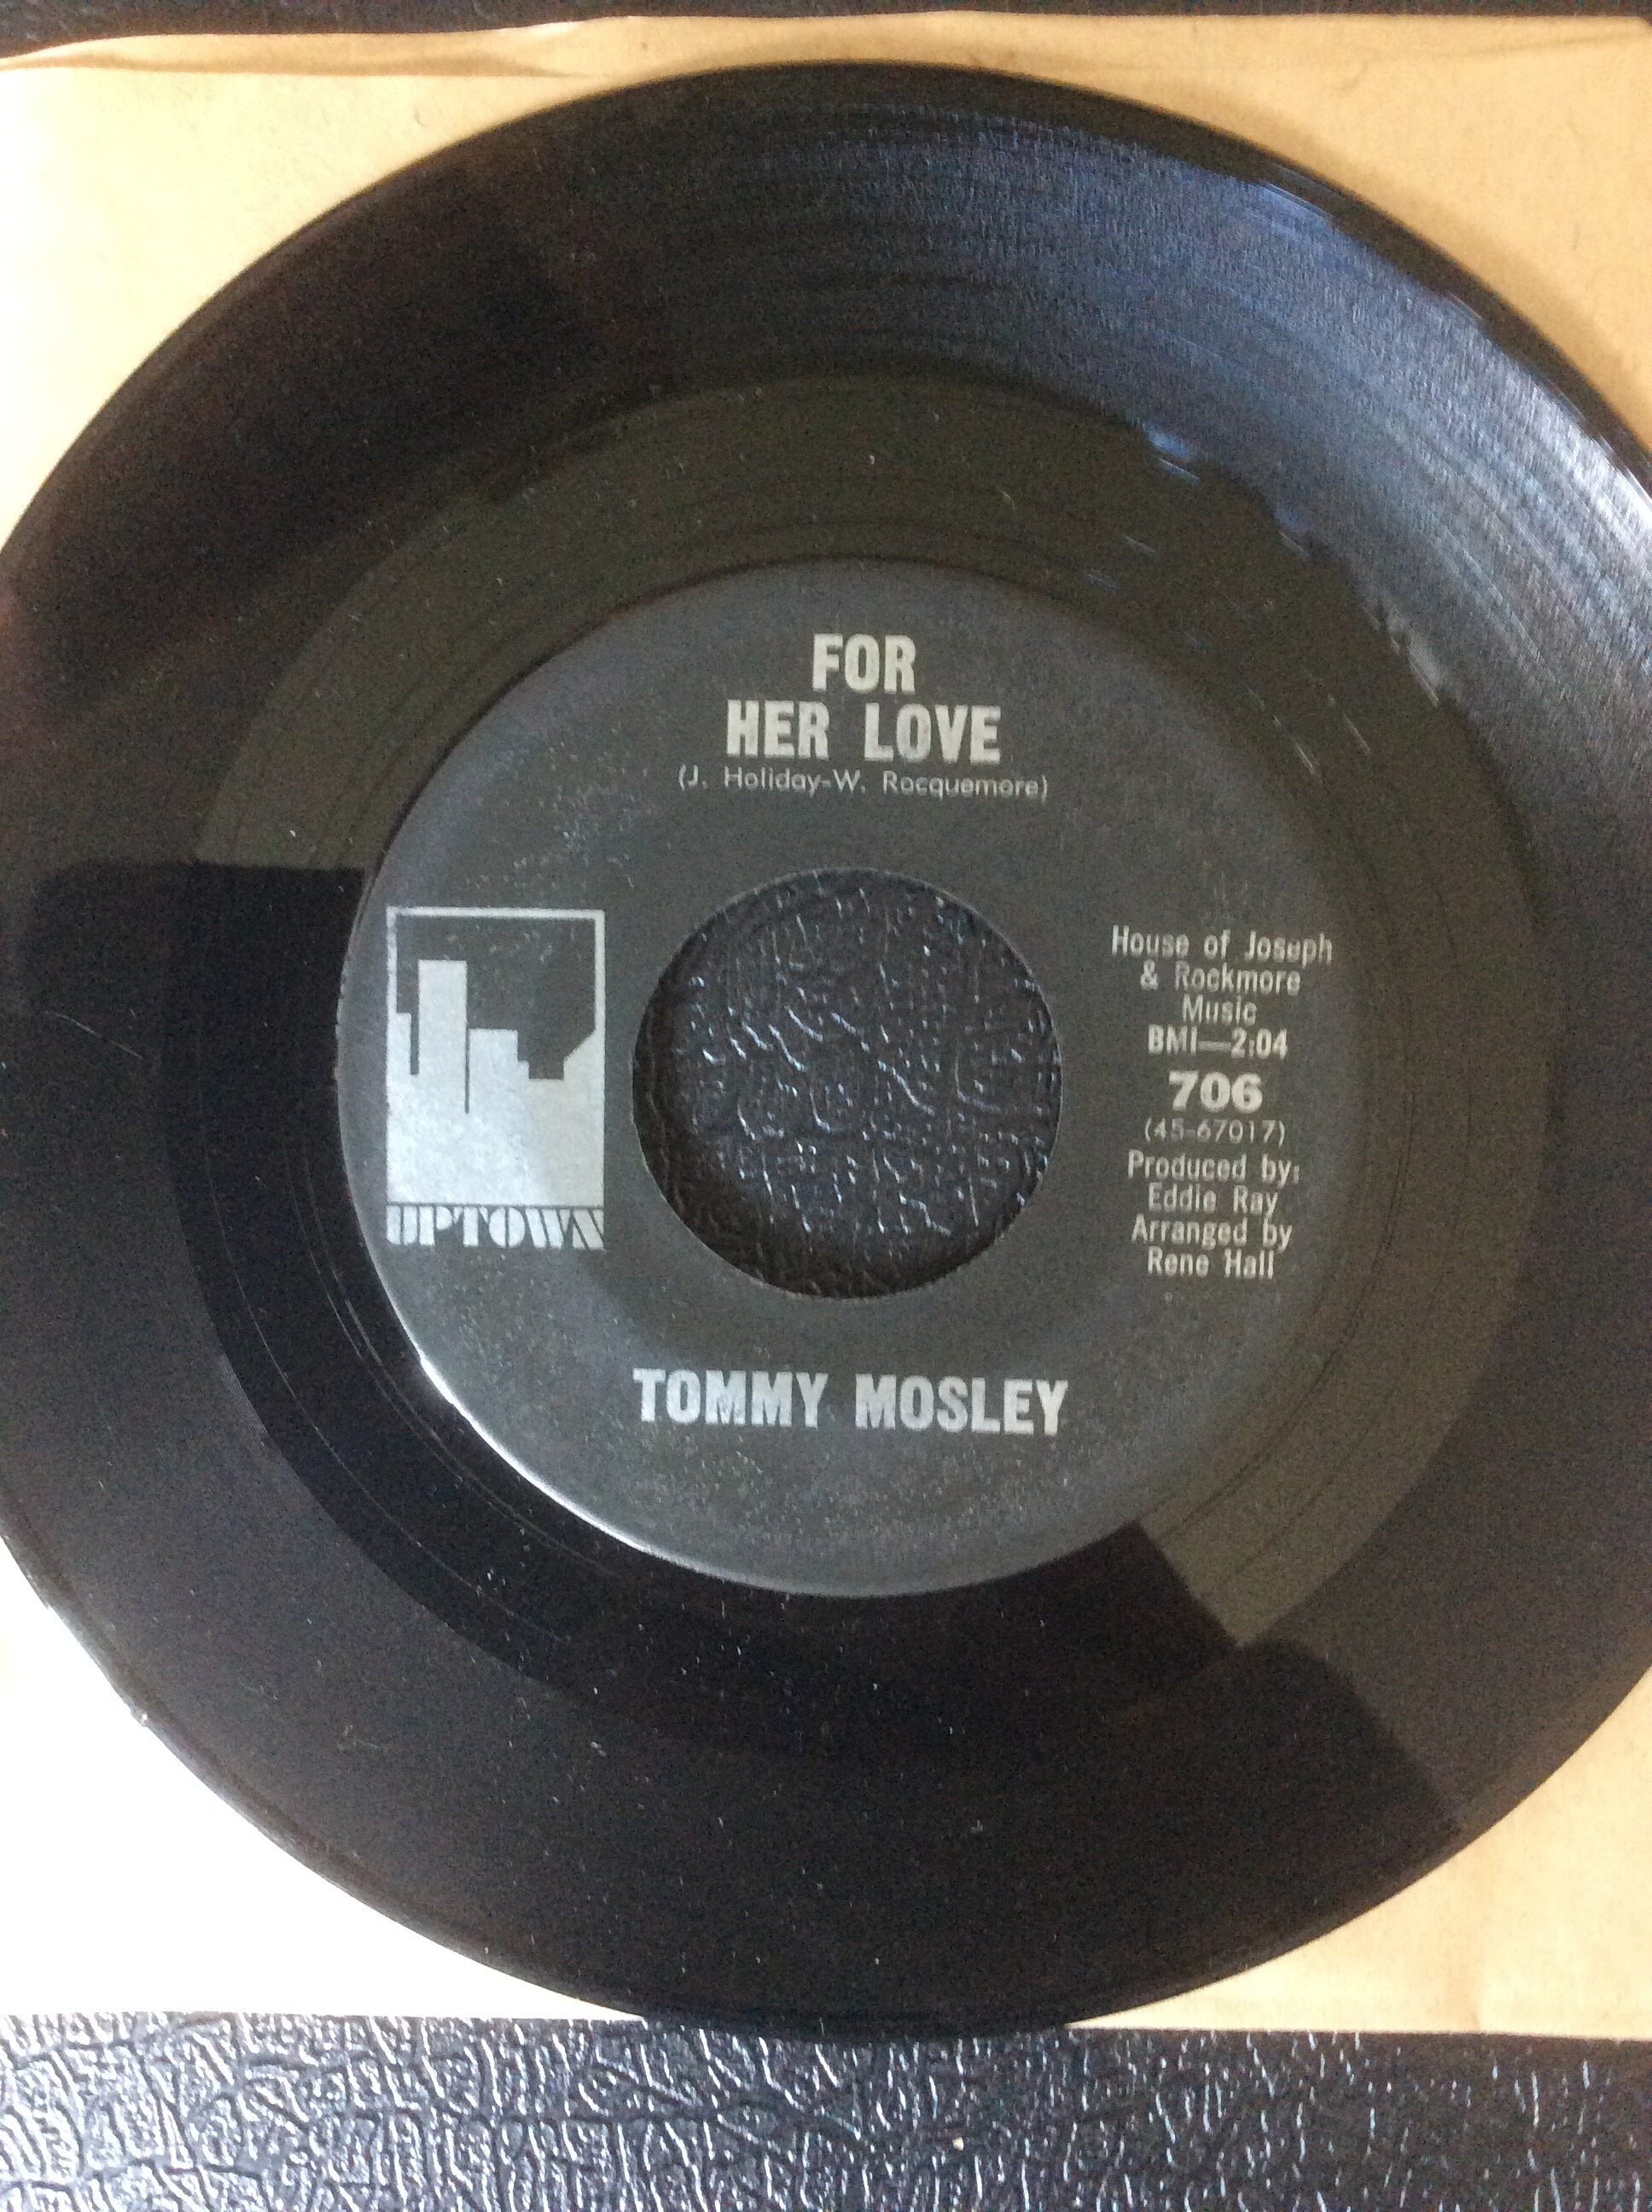 FOR
HER LOVE
(J. Holiday-W. Rocquemore)
UPTOWN
House of Joseph
& Rockmore
Music
BMI—2:04
706
(45-67017)
Produced by:
Eddie Ray
Arranged by
Rene Hall
TOMMY MOSLEY